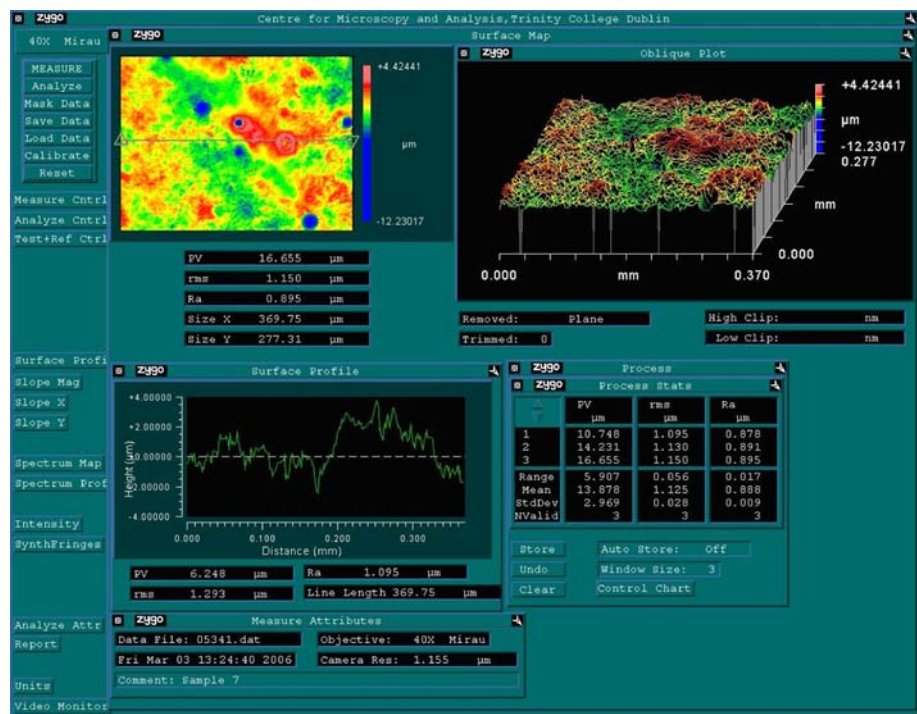 zygo Centre for Microscopy and Analysis,Trinity College Dublin
40X Mirau
MEASURE
Analyze
Mask Data
Save Data
Load Data
Calibrate
Reset
Measure Cntrl
Analyze Cntrl
Test+Ref Ctrl
Surface Profi
Slope Mag
Slope X
Slope Y
Spectrum Map
Spectrum Prof
Intensity
SynthFringes
Analyze Attr
Report
Units
Video Monitor
zygo Surface Map
+4.42441
µm
-12.23017
PV 16.655 µm
rms 1.150 µm
Ra 0.895 µm
Size X 369.75 µm
Size Y 277.31 µm
zygo Oblique Plot
+4.42441
µm
-12.23017
0.277
mm
0.000
0.000 mm 0.370
Removed: Plane
Trimmed: 0
High Clip: nm
Low Clip: nm
zygo Surface Profile
+4.00000
+2.00000
0.00000
-2.00000
-4.00000
Height (µm)
0.000 0.100 0.200 0.300
Distance (mm)
PV 6.248 µm
rms 1.293 µm
Ra 1.095 µm
Line Length 369.75 µm
zygo Process
zygo Process Stats
PV rms Ra
µm µm µm
1 10.748 1.095 0.878
2 14.231 1.130 0.891
3 16.655 1.150 0.895
Range 5.907 0.056 0.017
Mean 13.878 1.125 0.888
StdDev 2.969 0.028 0.009
NValid 3 3 3
Store Auto Store: Off
Undo Window Size: 3
Clear Control Chart
zygo Measure Attributes
Data File: 05341.dat Objective: 40X Mirau
Fri Mar 03 13:24:40 2006 Camera Res: 1.155 µm
Comment: Sample 7